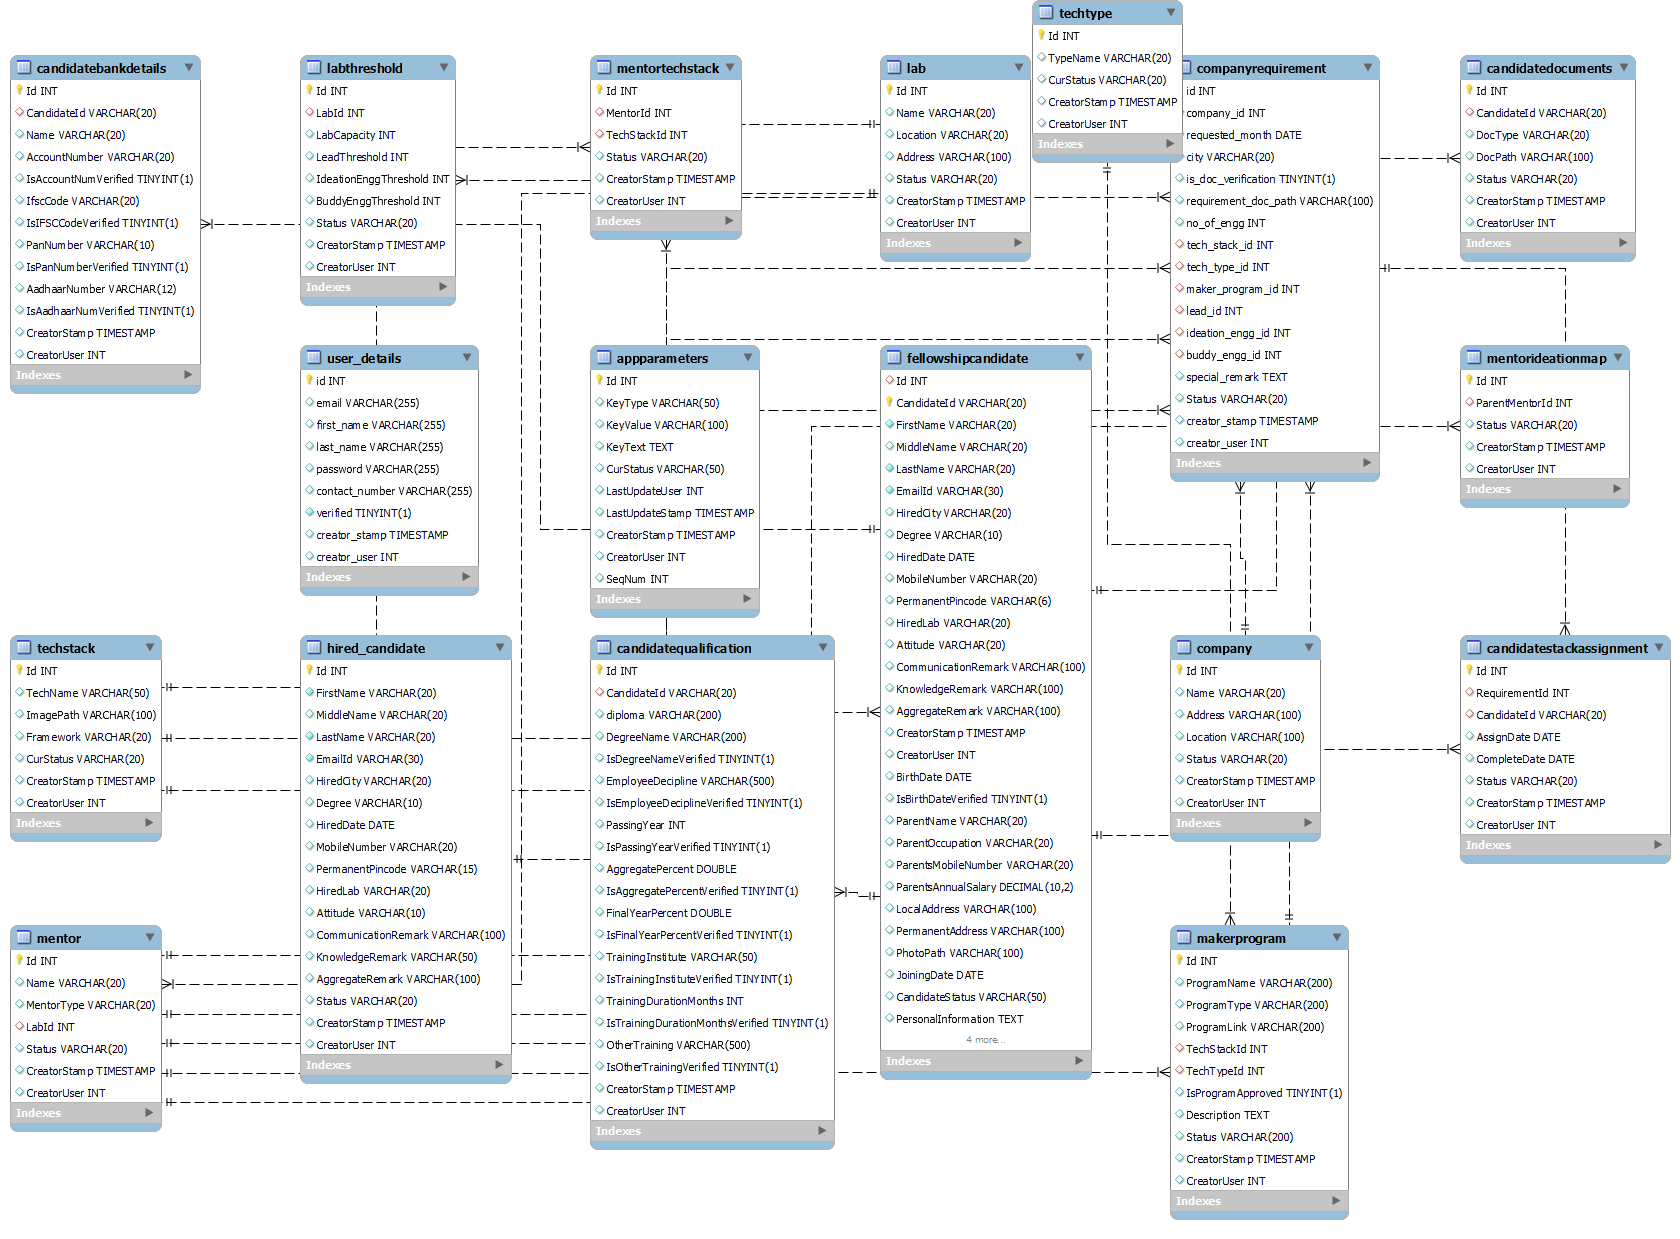 techtype
Id INT
TypeName VARCHAR(20)
CurStatus VARCHAR(20)
CreatorStamp TIMESTAMP
CreatorUser INT
Indexes
candidatebankdetails
Id INT
CandidateId VARCHAR(20)
Name VARCHAR(20)
AccountNumber VARCHAR(20)
IsAccountNumVerified TINYINT(1)
IfscCode VARCHAR(20)
IsIFSCCodeVerified TINYINT(1)
PanNumber VARCHAR(10)
IsPanNumberVerified TINYINT(1)
AadhaarNumber VARCHAR(12)
IsAadhaarNumVerified TINYINT(1)
CreatorStamp TIMESTAMP
CreatorUser INT
Indexes
labthreshold
Id INT
LabId INT
LabCapacity INT
LeadThreshold INT
IdeationEnggThreshold INT
BuddyEnggThreshold INT
Status VARCHAR(20)
CreatorStamp TIMESTAMP
CreatorUser INT
Indexes
mentortechstack
Id INT
MentorId INT
TechStackId INT
Status VARCHAR(20)
CreatorStamp TIMESTAMP
CreatorUser INT
Indexes
lab
Id INT
Name VARCHAR(20)
Location VARCHAR(20)
Address VARCHAR(100)
Status VARCHAR(20)
CreatorStamp TIMESTAMP
CreatorUser INT
Indexes
companyrequirement
id INT
company_id INT
requested_month DATE
city VARCHAR(20)
is_doc_verification TINYINT(1)
requirement_doc_path VARCHAR(100)
no_of_engg INT
tech_stack_id INT
tech_type_id INT
maker_program_id INT
lead_id INT
ideation_engg_id INT
buddy_engg_id INT
special_remark TEXT
Status VARCHAR(20)
creator_stamp TIMESTAMP
creator_user INT
Indexes
candidatedocuments
Id INT
CandidateId VARCHAR(20)
DocType VARCHAR(20)
DocPath VARCHAR(100)
Status VARCHAR(20)
CreatorStamp TIMESTAMP
CreatorUser INT
Indexes
user_details
id INT
email VARCHAR(255)
first_name VARCHAR(255)
last_name VARCHAR(255)
password VARCHAR(255)
contact_number VARCHAR(255)
verified TINYINT(1)
creator_stamp TIMESTAMP
creator_user INT
Indexes
appparameters
Id INT
KeyType VARCHAR(50)
KeyValue VARCHAR(100)
KeyText TEXT
CurStatus VARCHAR(50)
LastUpdateUser INT
LastUpdateStamp TIMESTAMP
CreatorStamp TIMESTAMP
CreatorUser INT
SeqNum INT
Indexes
fellowshipcandidate
Id INT
CandidateId VARCHAR(20)
FirstName VARCHAR(20)
MiddleName VARCHAR(20)
LastName VARCHAR(20)
EmailId VARCHAR(30)
HiredCity VARCHAR(20)
Degree VARCHAR(10)
HiredDate DATE
MobileNumber VARCHAR(20)
PermanentPincode VARCHAR(6)
HiredLab VARCHAR(20)
Attitude VARCHAR(20)
CommunicationRemark VARCHAR(100)
KnowledgeRemark VARCHAR(100)
AggregateRemark VARCHAR(100)
CreatorStamp TIMESTAMP
CreatorUser INT
BirthDate DATE
IsBirthDateVerified TINYINT(1)
ParentName VARCHAR(20)
ParentOccupation VARCHAR(20)
ParentsMobileNumber VARCHAR(20)
ParentsAnnualSalary DECIMAL(10,2)
LocalAddress VARCHAR(100)
PermanentAddress VARCHAR(100)
PhotoPath VARCHAR(100)
JoiningDate DATE
CandidateStatus VARCHAR(50)
PersonalInformation TEXT
4 more...
Indexes
mentorideationmap
Id INT
ParentMentorId INT
Status VARCHAR(20)
CreatorStamp TIMESTAMP
CreatorUser INT
Indexes
techstack
Id INT
TechName VARCHAR(50)
ImagePath VARCHAR(100)
Framework VARCHAR(20)
CurStatus VARCHAR(20)
CreatorStamp TIMESTAMP
CreatorUser INT
Indexes
hired_candidate
Id INT
FirstName VARCHAR(20)
MiddleName VARCHAR(20)
LastName VARCHAR(20)
EmailId VARCHAR(30)
HiredCity VARCHAR(20)
Degree VARCHAR(10)
HiredDate DATE
MobileNumber VARCHAR(20)
PermanentPincode VARCHAR(15)
HiredLab VARCHAR(20)
Attitude VARCHAR(10)
CommunicationRemark VARCHAR(100)
KnowledgeRemark VARCHAR(50)
AggregateRemark VARCHAR(100)
Status VARCHAR(20)
CreatorStamp TIMESTAMP
CreatorUser INT
Indexes
candidatequalification
Id INT
CandidateId VARCHAR(20)
diploma VARCHAR(200)
DegreeName VARCHAR(200)
IsDegreeNameVerified TINYINT(1)
EmployeeDecipline VARCHAR(500)
IsEmployeeDeciplineVerified TINYINT(1)
PassingYear INT
IsPassingYearVerified TINYINT(1)
AggregatePercent DOUBLE
IsAggregatePercentVerified TINYINT(1)
FinalYearPercent DOUBLE
IsFinalYearPercentVerified TINYINT(1)
TrainingInstitute VARCHAR(50)
IsTrainingInstituteVerified TINYINT(1)
TrainingDurationMonths INT
IsTrainingDurationMonthsVerified TINYINT(1)
OtherTraining VARCHAR(500)
IsOtherTrainingVerified TINYINT(1)
CreatorStamp TIMESTAMP
CreatorUser INT
Indexes
company
Id INT
Name VARCHAR(20)
Address VARCHAR(100)
Location VARCHAR(100)
Status VARCHAR(20)
CreatorStamp TIMESTAMP
CreatorUser INT
Indexes
candidatestackassignment
Id INT
RequirementId INT
CandidateId VARCHAR(20)
AssignDate DATE
CompleteDate DATE
Status VARCHAR(20)
CreatorStamp TIMESTAMP
CreatorUser INT
Indexes
mentor
Id INT
Name VARCHAR(20)
MentorType VARCHAR(20)
LabId INT
Status VARCHAR(20)
CreatorStamp TIMESTAMP
CreatorUser INT
Indexes
makerprogram
Id INT
ProgramName VARCHAR(200)
ProgramType VARCHAR(200)
ProgramLink VARCHAR(200)
TechStackId INT
TechTypeId INT
IsProgramApproved TINYINT(1)
Description TEXT
Status VARCHAR(200)
CreatorStamp TIMESTAMP
CreatorUser INT
Indexes